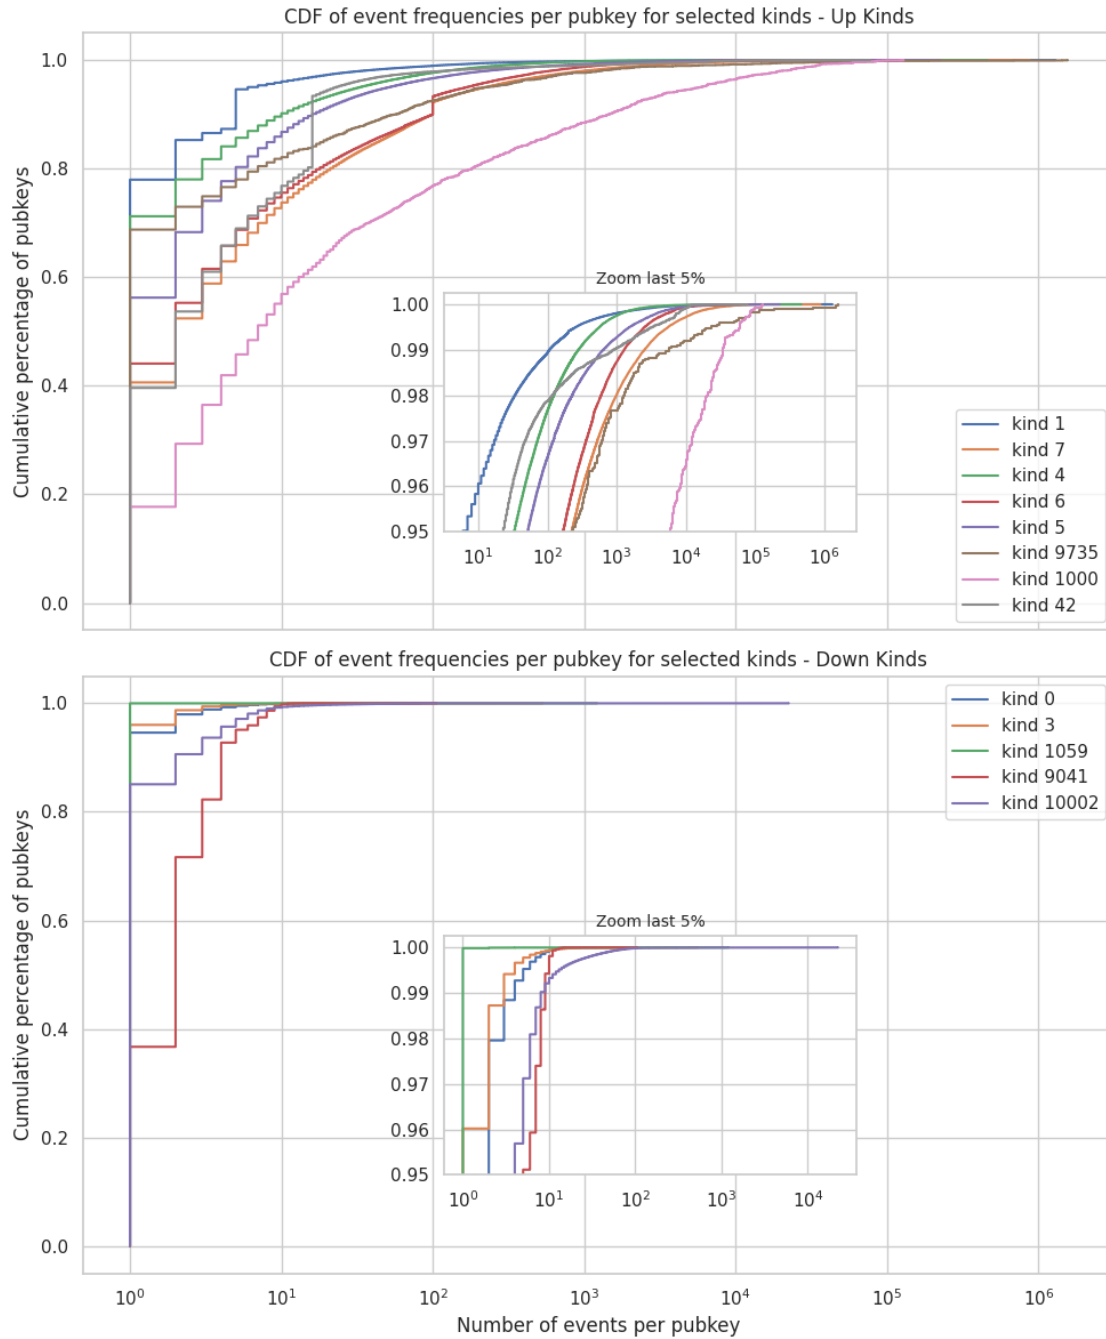 CDF of event frequencies per pubkey for selected kinds - Up Kinds
Cumulative percentage of pubkeys
1.0
0.8
0.6
0.4
0.2
0.0
Zoom last 5%
1.00
0.99
0.98
0.97
0.96
0.95
10¹ 10² 10³ 10⁴ 10⁵ 10⁶
kind 1
kind 7
kind 4
kind 6
kind 5
kind 9735
kind 1000
kind 42
CDF of event frequencies per pubkey for selected kinds - Down Kinds
Cumulative percentage of pubkeys
1.0
0.8
0.6
0.4
0.2
0.0
kind 0
kind 3
kind 1059
kind 9041
kind 10002
Zoom last 5%
1.00
0.99
0.98
0.97
0.96
0.95
10⁰ 10¹ 10² 10³ 10⁴
10⁰ 10¹ 10² 10³ 10⁴ 10⁵ 10⁶
Number of events per pubkey